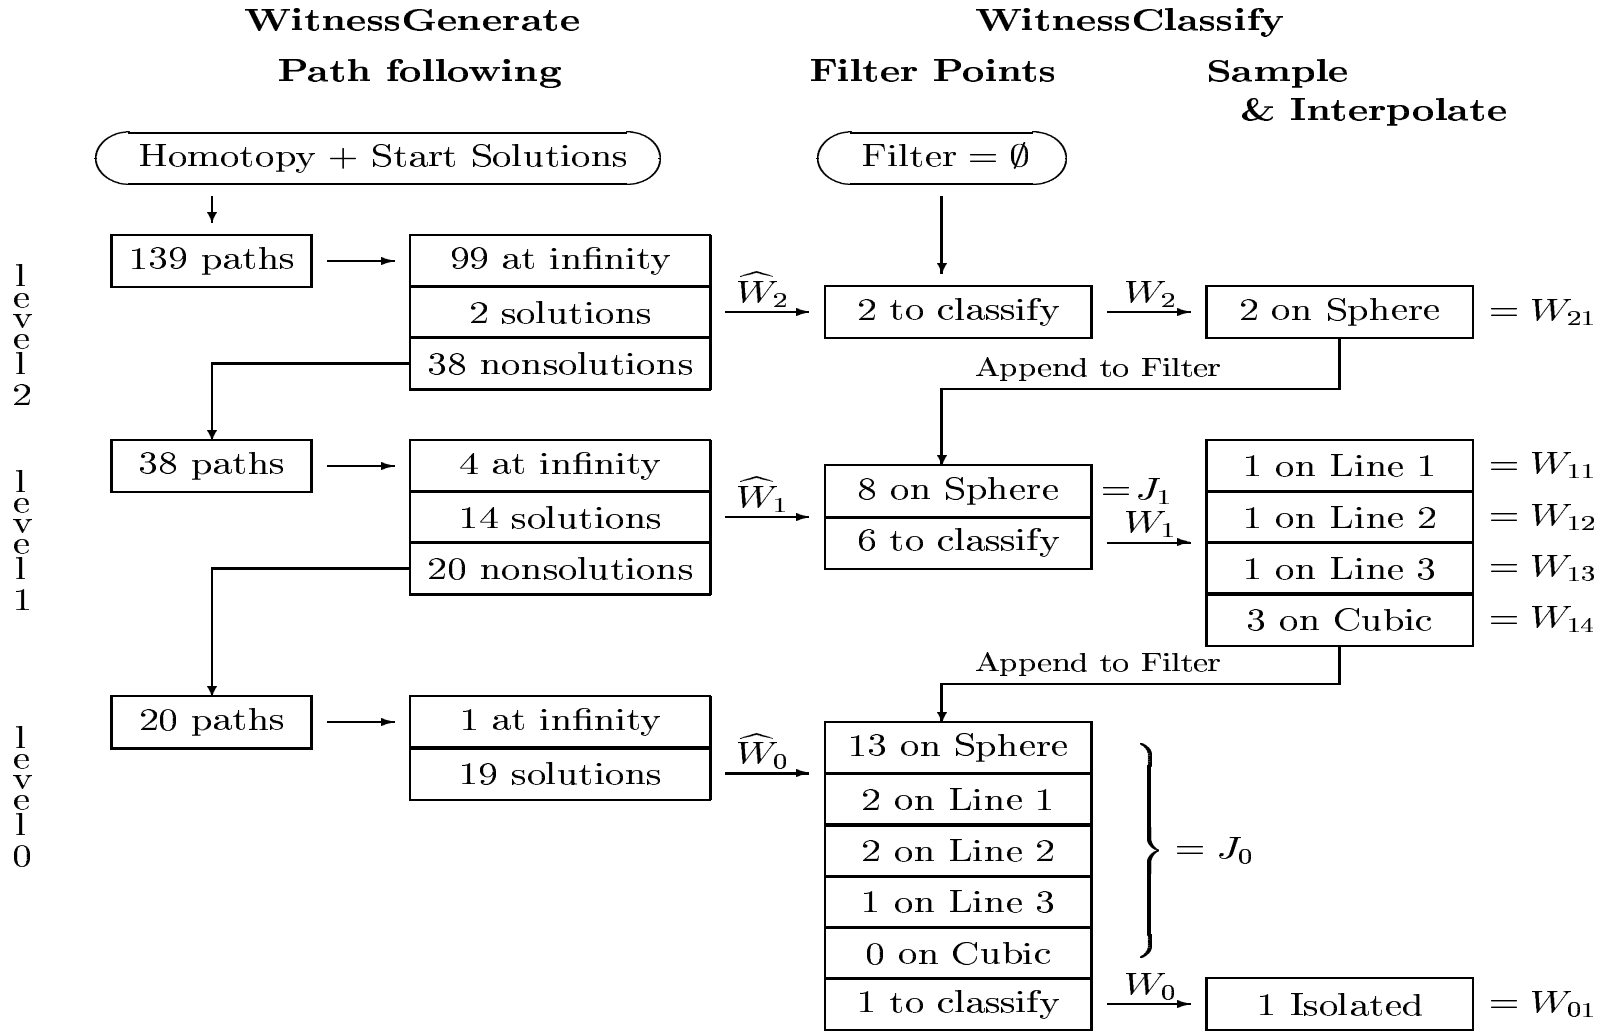 WitnessGenerate WitnessClassify
Path following Filter Points Sample
& Interpolate
Homotopy + Start Solutions Filter = ∅
level 2
139 paths 99 at infinity
2 solutions Ŵ₂ 2 to classify W₂ 2 on Sphere = W₂₁
38 nonsolutions Append to Filter
level 1
38 paths 4 at infinity
14 solutions Ŵ₁ 8 on Sphere = J₁
20 nonsolutions 6 to classify W₁
1 on Line 1 = W₁₁
1 on Line 2 = W₁₂
1 on Line 3 = W₁₃
3 on Cubic = W₁₄
Append to Filter
level 0
20 paths 1 at infinity
19 solutions Ŵ₀
13 on Sphere
2 on Line 1
2 on Line 2 = J₀
1 on Line 3
0 on Cubic
1 to classify W₀ 1 Isolated = W₀₁